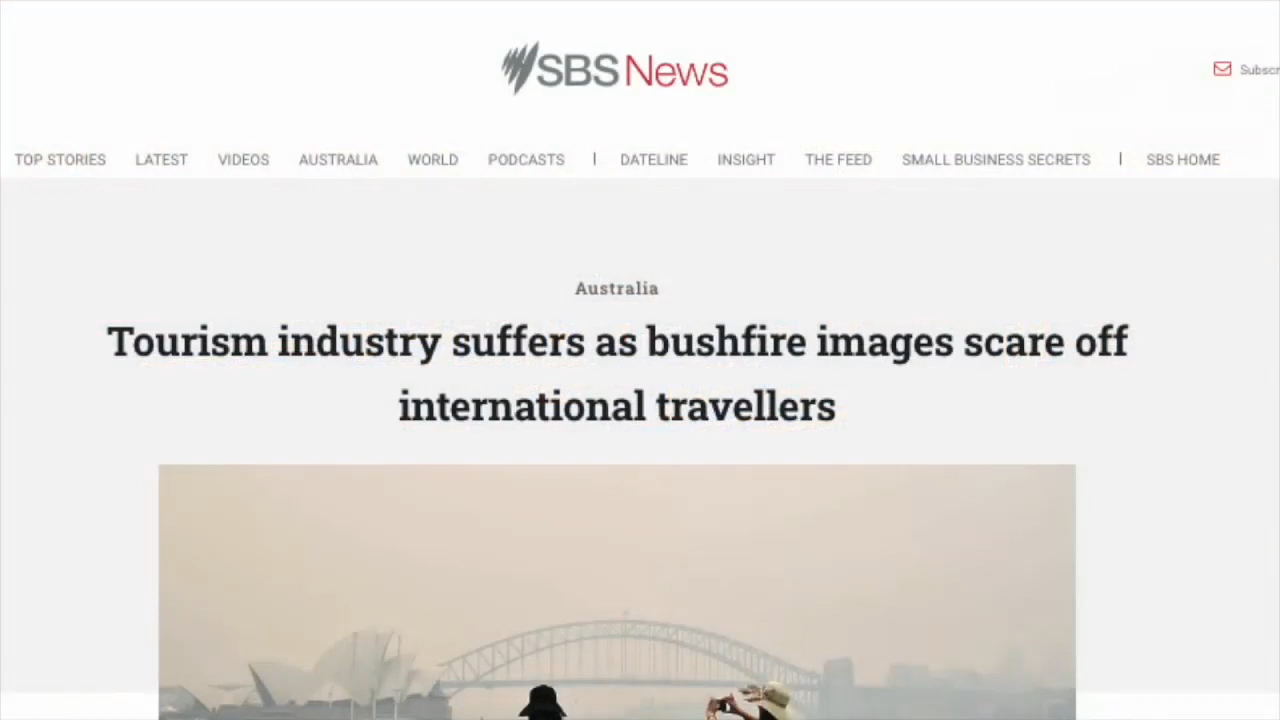 SBS News
Subscr
TOP STORIES LATEST VIDEOS AUSTRALIA WORLD PODCASTS | DATELINE INSIGHT THE FEED SMALL BUSINESS SECRETS | SBS HOME
Australia
Tourism industry suffers as bushfire images scare off
international travellers